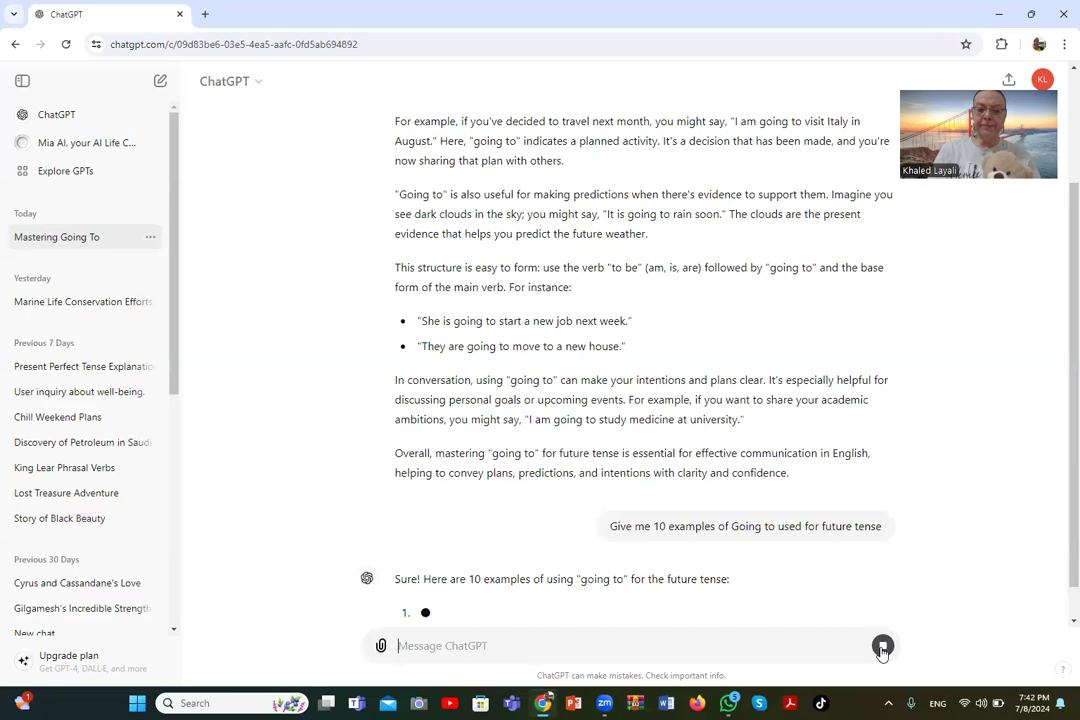 ChatGPT
chatgpt.com/c/09d83be6-03e5-4ea5-aafc-0fd5ab694892
ChatGPT
KL
ChatGPT
Mia AI, your AI Life C...
Explore GPTs
Today
Mastering Going To
Yesterday
Marine Life Conservation Efforts
Previous 7 Days
Present Perfect Tense Explanatio
User inquiry about well-being.
Chill Weekend Plans
Discovery of Petroleum in Saudi
King Lear Phrasal Verbs
Lost Treasure Adventure
Story of Black Beauty
Previous 30 Days
Cyrus and Cassandane's Love
Gilgamesh's Incredible Strength
New chat
Upgrade plan
Get GPT-4, DALL·E, and more
Khaled Layali
For example, if you've decided to travel next month, you might say, "I am going to visit Italy in
August." Here, "going to" indicates a planned activity. It's a decision that has been made, and you're
now sharing that plan with others.
"Going to" is also useful for making predictions when there's evidence to support them. Imagine you
see dark clouds in the sky; you might say, "It is going to rain soon." The clouds are the present
evidence that helps you predict the future weather.
This structure is easy to form: use the verb "to be" (am, is, are) followed by "going to" and the base
form of the main verb. For instance:
• "She is going to start a new job next week."
• "They are going to move to a new house."
In conversation, using "going to" can make your intentions and plans clear. It's especially helpful for
discussing personal goals or upcoming events. For example, if you want to share your academic
ambitions, you might say, "I am going to study medicine at university."
Overall, mastering "going to" for future tense is essential for effective communication in English,
helping to convey plans, predictions, and intentions with clarity and confidence.
Give me 10 examples of Going to used for future tense
Sure! Here are 10 examples of using "going to" for the future tense:
1.
Message ChatGPT
ChatGPT can make mistakes. Check important info.
?
1
Search
5
ENG
7:42 PM
7/8/2024